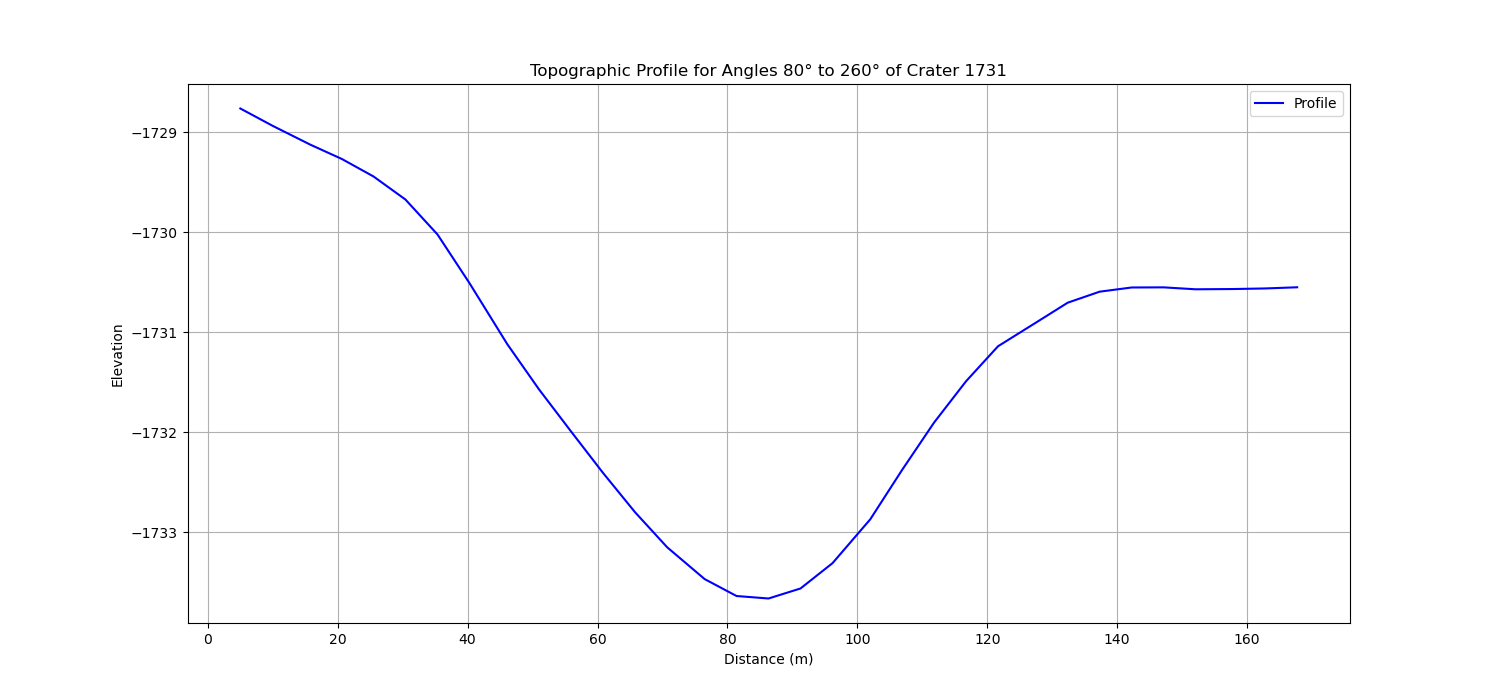 Topographic Profile for Angles 80° to 260° of Crater 1731
Profile
Elevation
−1729
−1730
−1731
−1732
−1733
0 20 40 60 80 100 120 140 160
Distance (m)